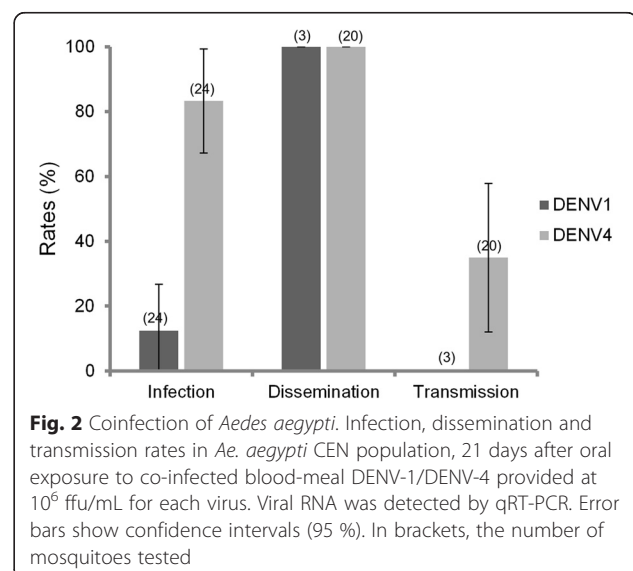 100
80
60
40
20
0
Rates (%)
(24)
(24)
(3)
(20)
(3)
(20)
Infection
Dissemination
Transmission
DENV1
DENV4
Fig. 2 Coinfection of Aedes aegypti. Infection, dissemination and
transmission rates in Ae. aegypti CEN population, 21 days after oral
exposure to co-infected blood-meal DENV-1/DENV-4 provided at
10⁶ ffu/mL for each virus. Viral RNA was detected by qRT-PCR. Error
bars show confidence intervals (95 %). In brackets, the number of
mosquitoes tested